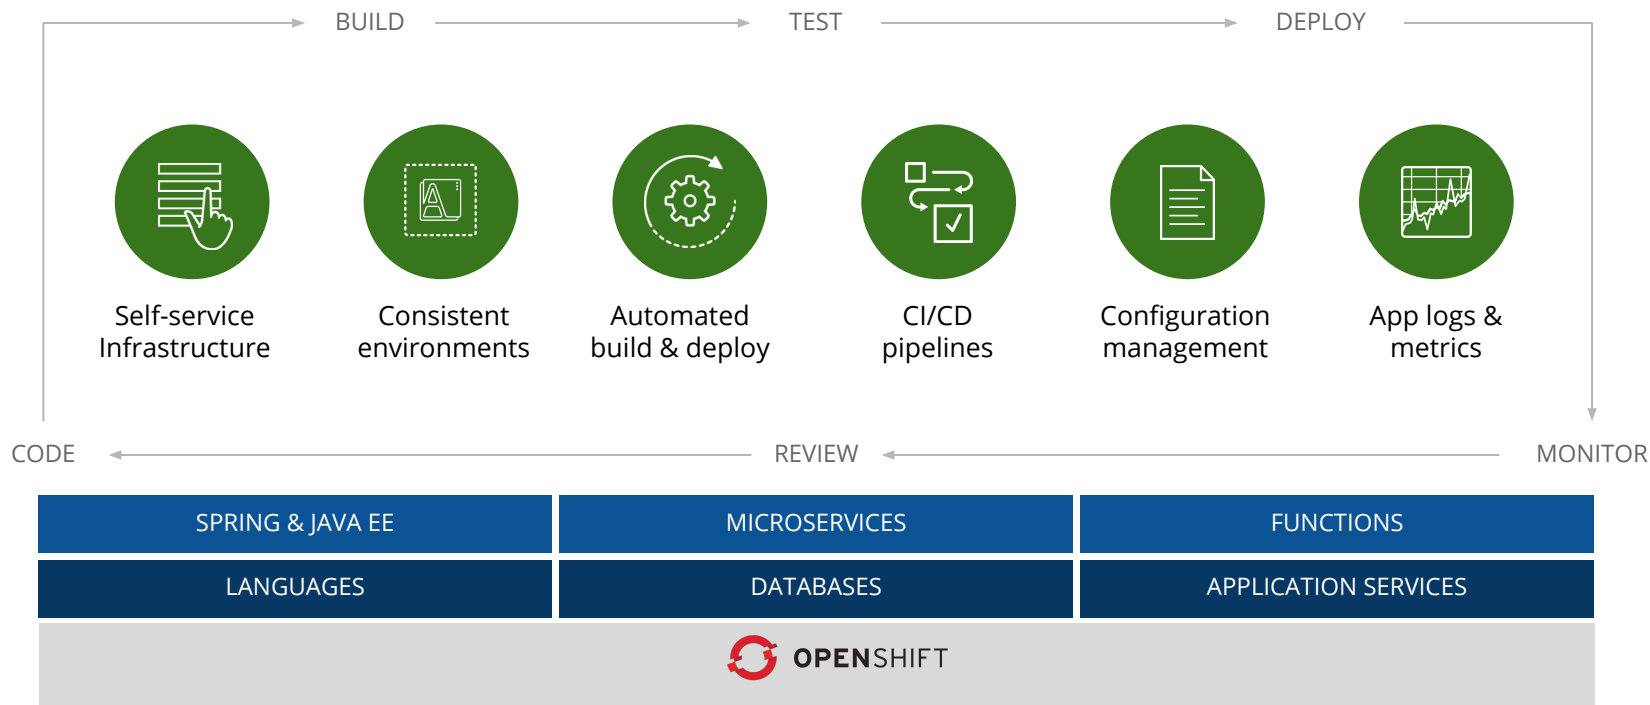 BUILD
TEST
DEPLOY
Self-service
Infrastructure
Consistent
environments
Automated
build & deploy
CI/CD
pipelines
Configuration
management
App logs &
metrics
CODE
REVIEW
MONITOR
SPRING & JAVA EE
MICROSERVICES
FUNCTIONS
LANGUAGES
DATABASES
APPLICATION SERVICES
OPENSHIFT